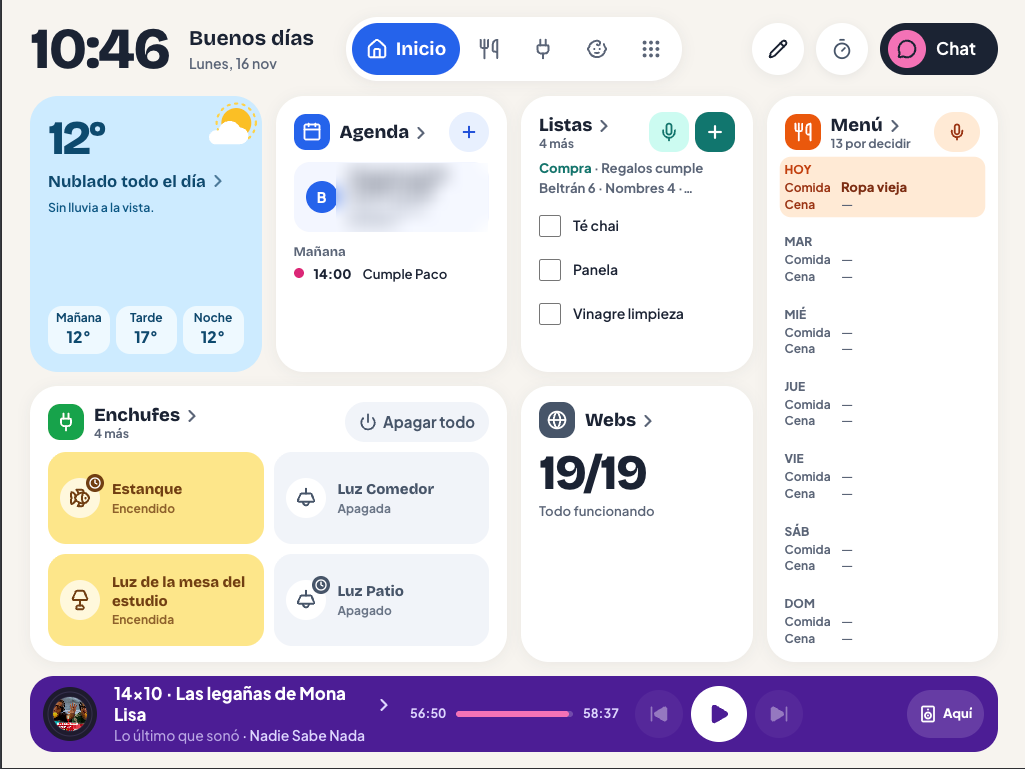 10:46
Buenos días
Lunes, 16 nov
Inicio
Chat
12°
Nublado todo el día
Sin lluvia a la vista.
Mañana
12°
Tarde
17°
Noche
12°
Agenda
B
Mañana
14:00 Cumple Paco
Listas
4 más
Compra · Regalos cumple
Beltrán 6 · Nombres 4 ·...
Té chai
Panela
Vinagre limpieza
Menú
13 por decidir
HOY
Comida Ropa vieja
Cena —
MAR
Comida —
Cena —
MIÉ
Comida —
Cena —
JUE
Comida —
Cena —
VIE
Comida —
Cena —
SÁB
Comida —
Cena —
DOM
Comida —
Cena —
Enchufes
4 más
Apagar todo
Estanque
Encendido
Luz Comedor
Apagada
Luz de la mesa del
estudio
Encendida
Luz Patio
Apagado
Webs
19/19
Todo funcionando
14×10 · Las legañas de Mona
Lisa
Lo último que sonó · Nadie Sabe Nada
56:50
58:37
Aquí